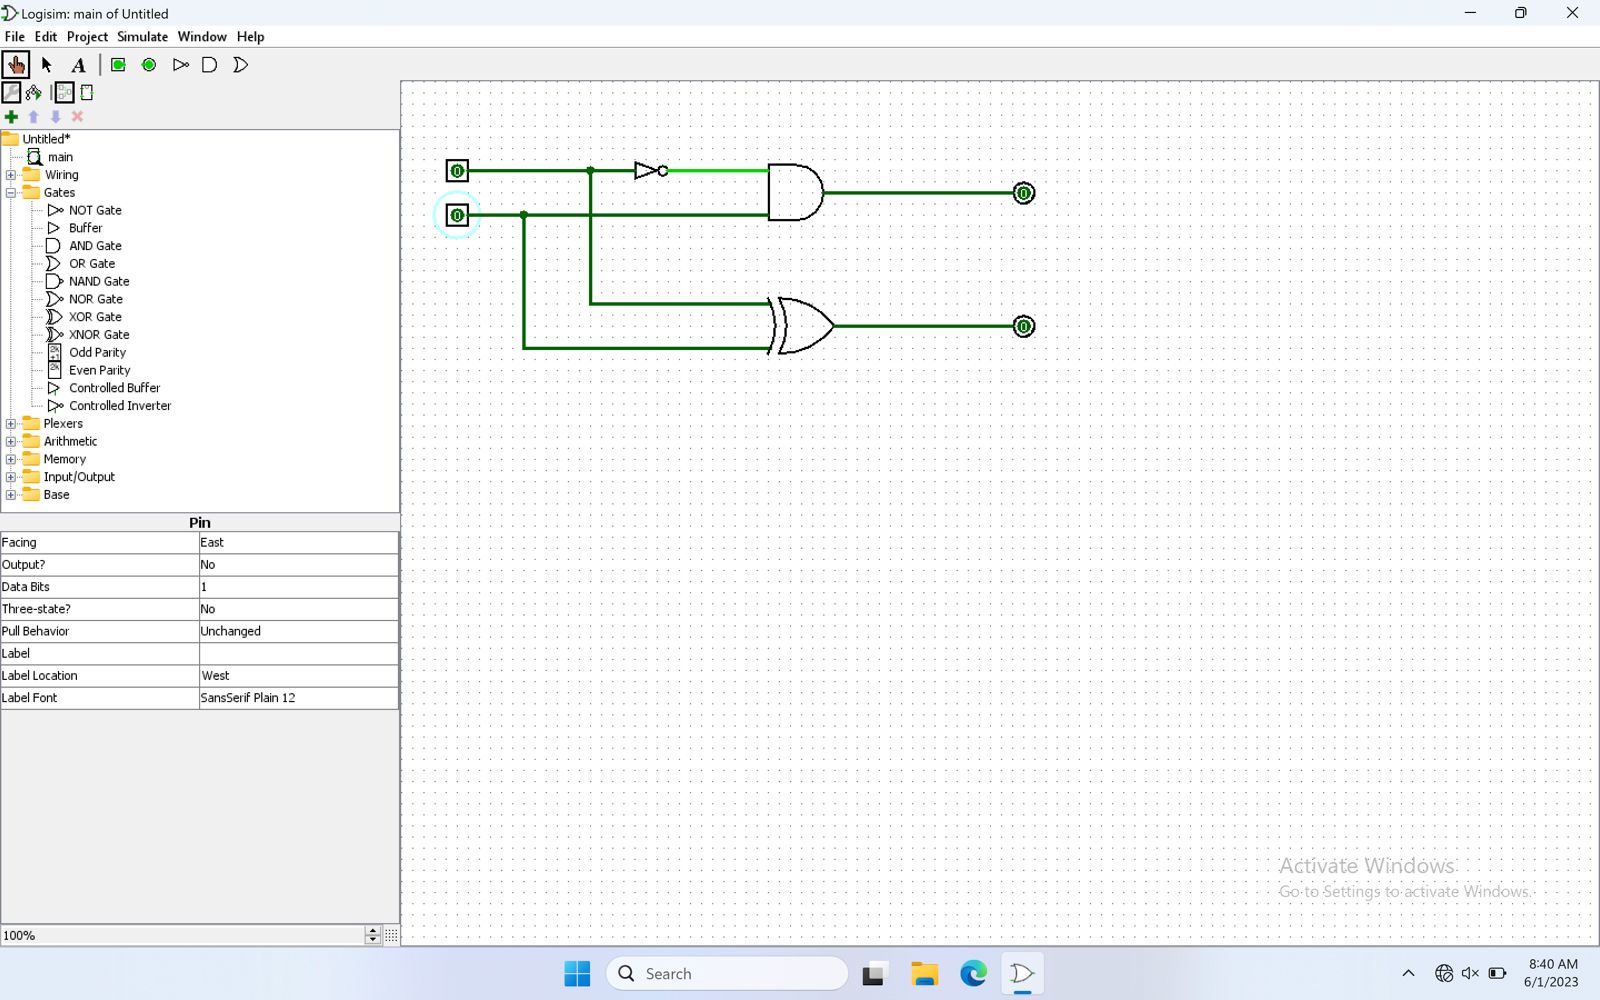 Logisim: main of Untitled
File Edit Project Simulate Window Help
A
Untitled*
main
Wiring
Gates
NOT Gate
Buffer
AND Gate
OR Gate
NAND Gate
NOR Gate
XOR Gate
XNOR Gate
2k+1 Odd Parity
2k Even Parity
Controlled Buffer
Controlled Inverter
Plexers
Arithmetic
Memory
Input/Output
Base
Pin
Facing East
Output? No
Data Bits 1
Three-state? No
Pull Behavior Unchanged
Label
Label Location West
Label Font SansSerif Plain 12
100%
0
0
0
0
Activate Windows
Go to Settings to activate Windows.
Search
8:40 AM
6/1/2023